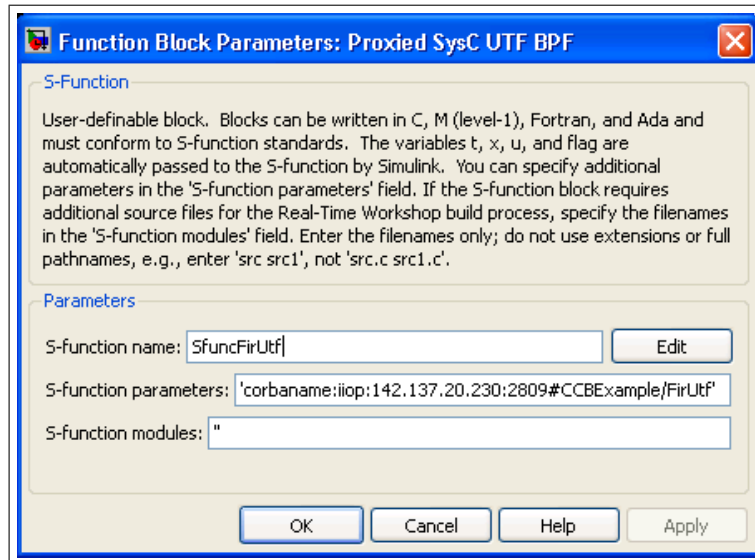 Function Block Parameters: Proxied SysC UTF BPF
S-Function
User-definable block.  Blocks can be written in C, M (level-1), Fortran, and Ada and
must conform to S-function standards.  The variables t, x, u, and flag are
automatically passed to the S-function by Simulink.  You can specify additional
parameters in the 'S-function parameters' field. If the S-function block requires
additional source files for the Real-Time Workshop build process, specify the filenames
in the 'S-function modules' field. Enter the filenames only; do not use extensions or full
pathnames, e.g., enter 'src src1', not 'src.c src1.c'.
Parameters
S-function name: SfuncFirUtf Edit
S-function parameters: 'corbaname:iiop:142.137.20.230:2809#CCBExample/FirUtf'
S-function modules: ''
OK Cancel Help Apply